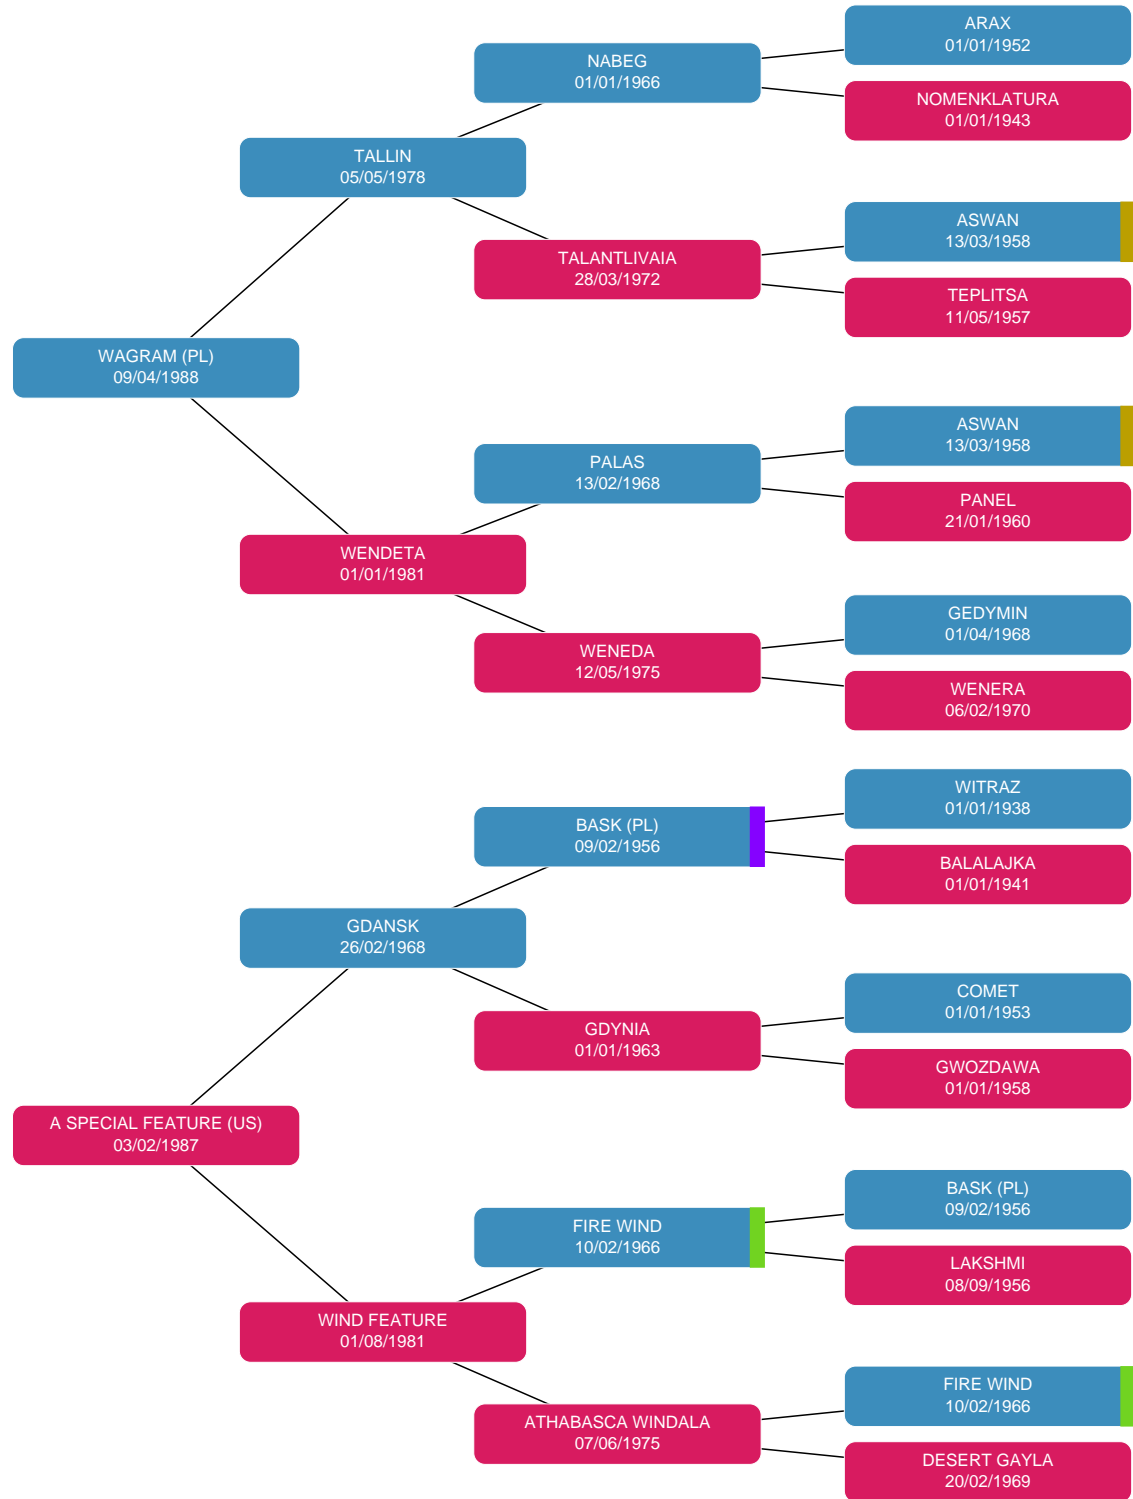 ARAX
01/01/1952
NABEG
01/01/1966
NOMENKLATURA
01/01/1943
TALLIN
05/05/1978
ASWAN
13/03/1958
TALANTLIVAIA
28/03/1972
TEPLITSA
11/05/1957
WAGRAM (PL)
09/04/1988
ASWAN
13/03/1958
PALAS
13/02/1968
PANEL
21/01/1960
WENDETA
01/01/1981
GEDYMIN
01/04/1968
WENEDA
12/05/1975
WENERA
06/02/1970
WITRAZ
01/01/1938
BASK (PL)
09/02/1956
BALALAJKA
01/01/1941
GDANSK
26/02/1968
COMET
01/01/1953
GDYNIA
01/01/1963
GWOZDAWA
01/01/1958
A SPECIAL FEATURE (US)
03/02/1987
BASK (PL)
09/02/1956
FIRE WIND
10/02/1966
LAKSHMI
08/09/1956
WIND FEATURE
01/08/1981
FIRE WIND
10/02/1966
ATHABASCA WINDALA
07/06/1975
DESERT GAYLA
20/02/1969